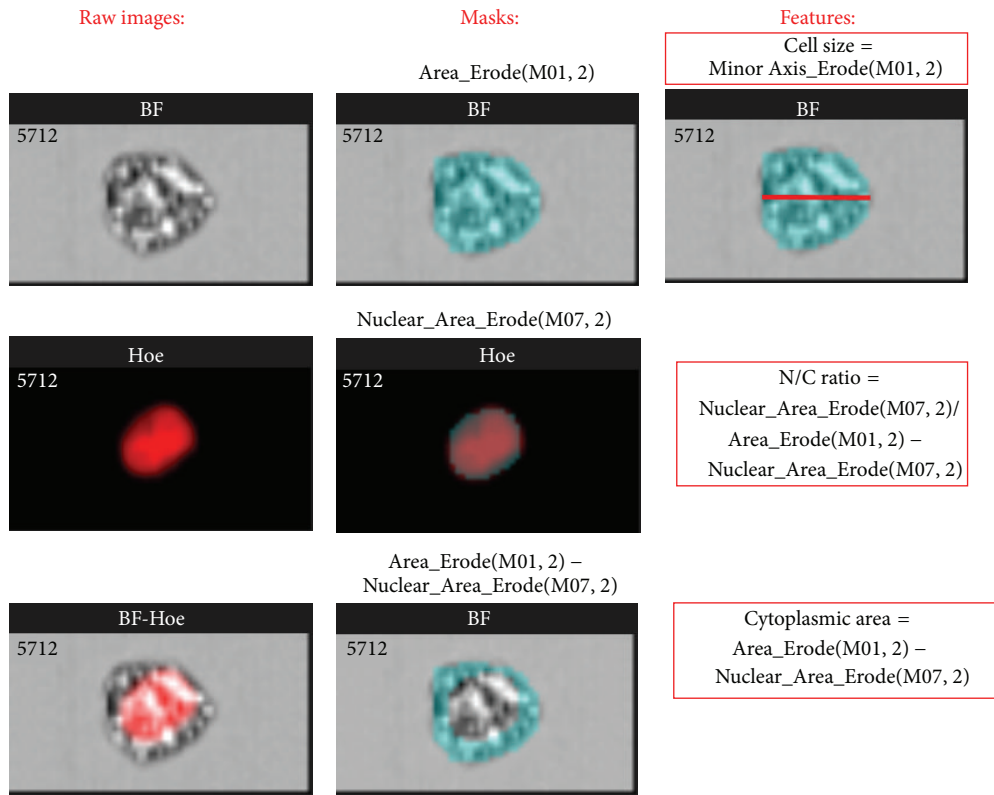 Raw images:
Masks:
Features:
Area_Erode(M01, 2)
Cell size =
Minor Axis_Erode(M01, 2)
BF
5712
BF
BF
5712
Nuclear_Area_Erode(M07, 2)
Hoe
5712
Hoe
N/C ratio =
Nuclear_Area_Erode(M07, 2)/
Area_Erode(M01, 2) −
Nuclear_Area_Erode(M07, 2)
Area_Erode(M01, 2) −
Nuclear_Area_Erode(M07, 2)
BF-Hoe
5712
BF
5712
Cytoplasmic area =
Area_Erode(M01, 2) −
Nuclear_Area_Erode(M07, 2)